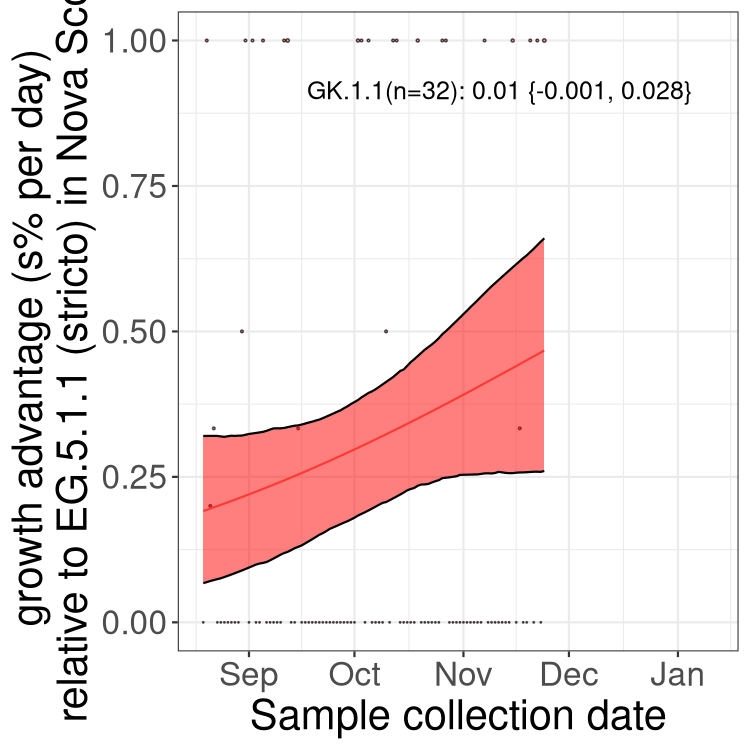 growth advantage (s% per day)
relative to EG.5.1.1 (stricto) in Nova Sco
1.00
0.75
0.50
0.25
0.00
GK.1.1(n=32): 0.01 {-0.001, 0.028}
Sep Oct Nov Dec Jan
Sample collection date